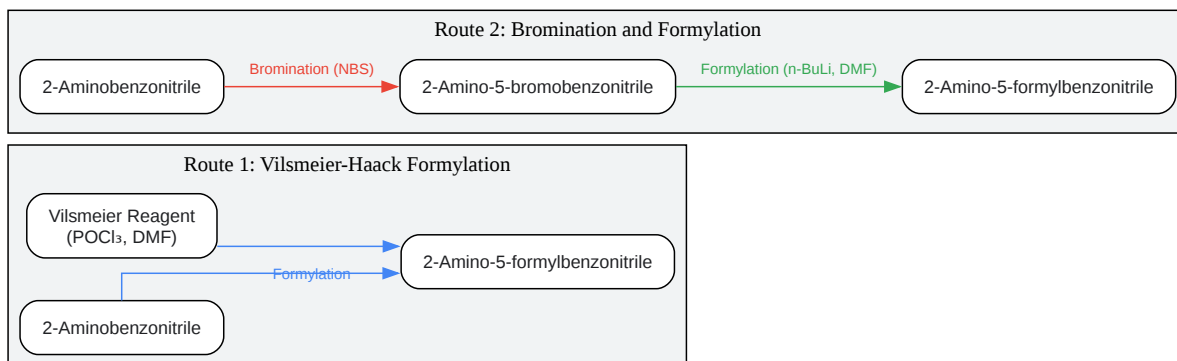 Route 2: Bromination and Formylation
2-Aminobenzonitrile
Bromination (NBS)
2-Amino-5-bromobenzonitrile
Formylation (n-BuLi, DMF)
2-Amino-5-formylbenzonitrile
Route 1: Vilsmeier-Haack Formylation
Vilsmeier Reagent
(POCl₃, DMF)
Formylation
2-Amino-5-formylbenzonitrile
2-Aminobenzonitrile